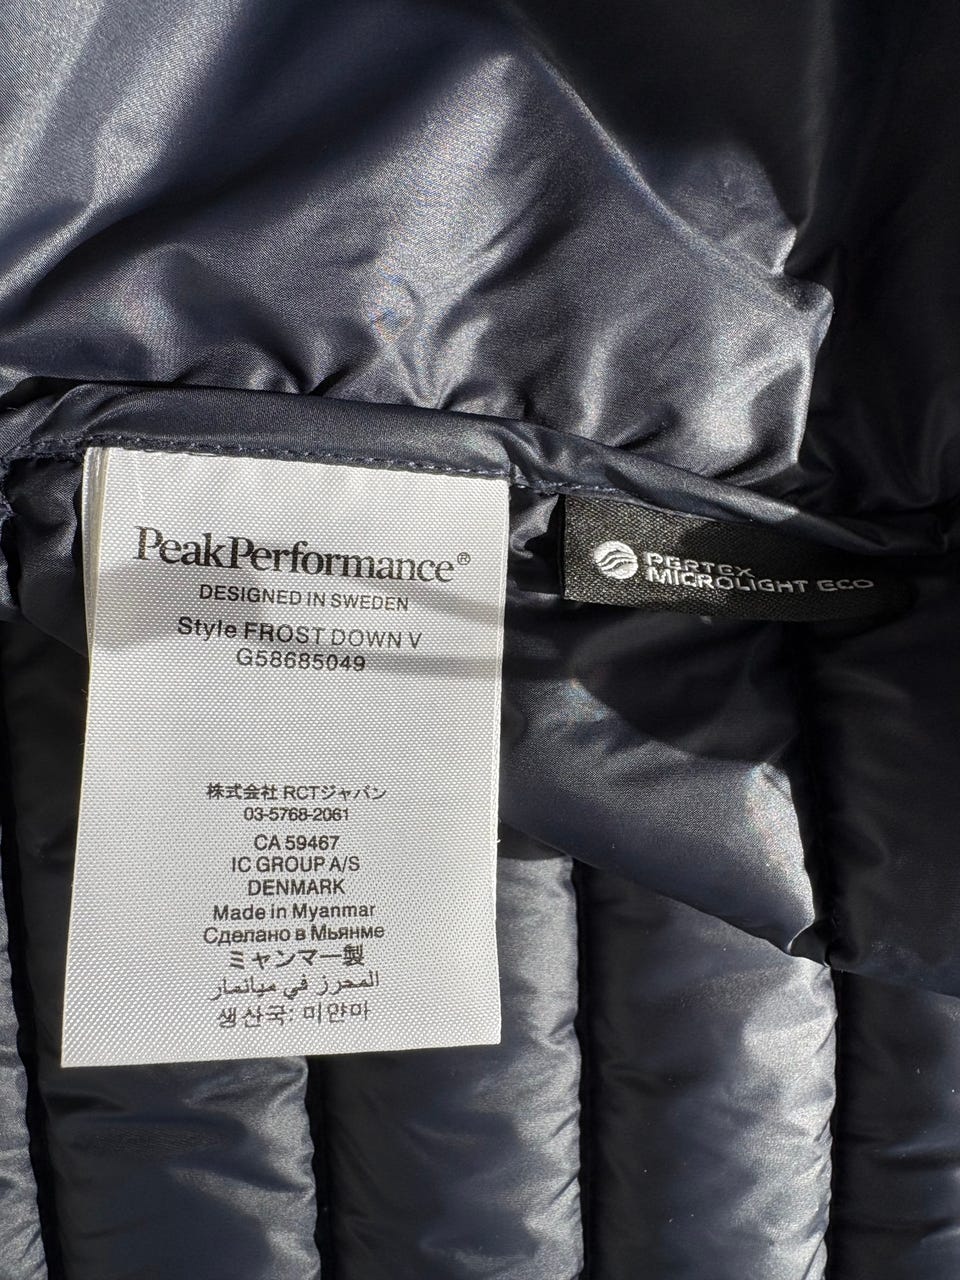 PeakPerformance®
DESIGNED IN SWEDEN
Style FROST DOWN V
G58685049
株式会社 RCTジャパン
03-5768-2061
CA 59467
IC GROUP A/S
DENMARK
Made in Myanmar
Сделано в Мьянме
ミャンマー製
المحرز في ميانمار
생산국: 미얀마
PERTEX
MICROLIGHT ECO